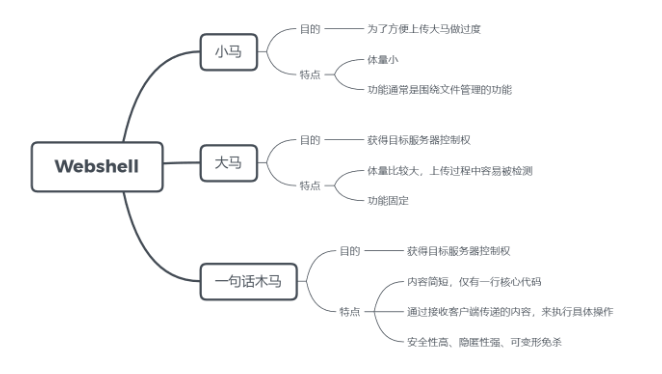 Webshell
小马
目的
为了方便上传大马做过度
特点
体量小
功能通常是围绕文件管理的功能
大马
目的
获得目标服务器控制权
特点
体量比较大，上传过程中容易被检测
功能固定
一句话木马
目的
获得目标服务器控制权
特点
内容简短，仅有一行核心代码
通过接收客户端传递的内容，来执行具体操作
安全性高、隐匿性强、可变形免杀